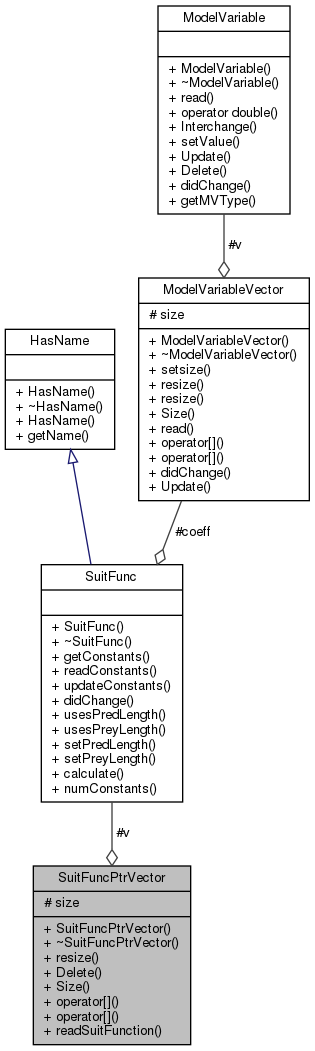 ModelVariable
+ ModelVariable()
+ ~ModelVariable()
+ read()
+ operator double()
+ Interchange()
+ setValue()
+ Update()
+ Delete()
+ didChange()
+ getMVType()
#v
ModelVariableVector
# size
+ ModelVariableVector()
+ ~ModelVariableVector()
+ setsize()
+ resize()
+ resize()
+ Size()
+ read()
+ operator[]()
+ operator[]()
+ didChange()
+ Update()
HasName
+ HasName()
+ ~HasName()
+ HasName()
+ getName()
#coeff
SuitFunc
+ SuitFunc()
+ ~SuitFunc()
+ getConstants()
+ readConstants()
+ updateConstants()
+ didChange()
+ usesPredLength()
+ usesPreyLength()
+ setPredLength()
+ setPreyLength()
+ calculate()
+ numConstants()
#v
SuitFuncPtrVector
# size
+ SuitFuncPtrVector()
+ ~SuitFuncPtrVector()
+ resize()
+ Delete()
+ Size()
+ operator[]()
+ operator[]()
+ readSuitFunction()